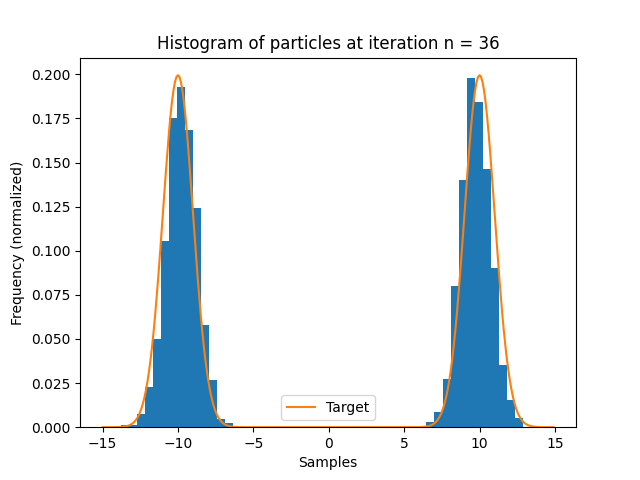 Histogram of particles at iteration n = 36
Frequency (normalized)
0.200
0.175
0.150
0.125
0.100
0.075
0.050
0.025
0.000
Target
−15 −10 −5 0 5 10 15
Samples